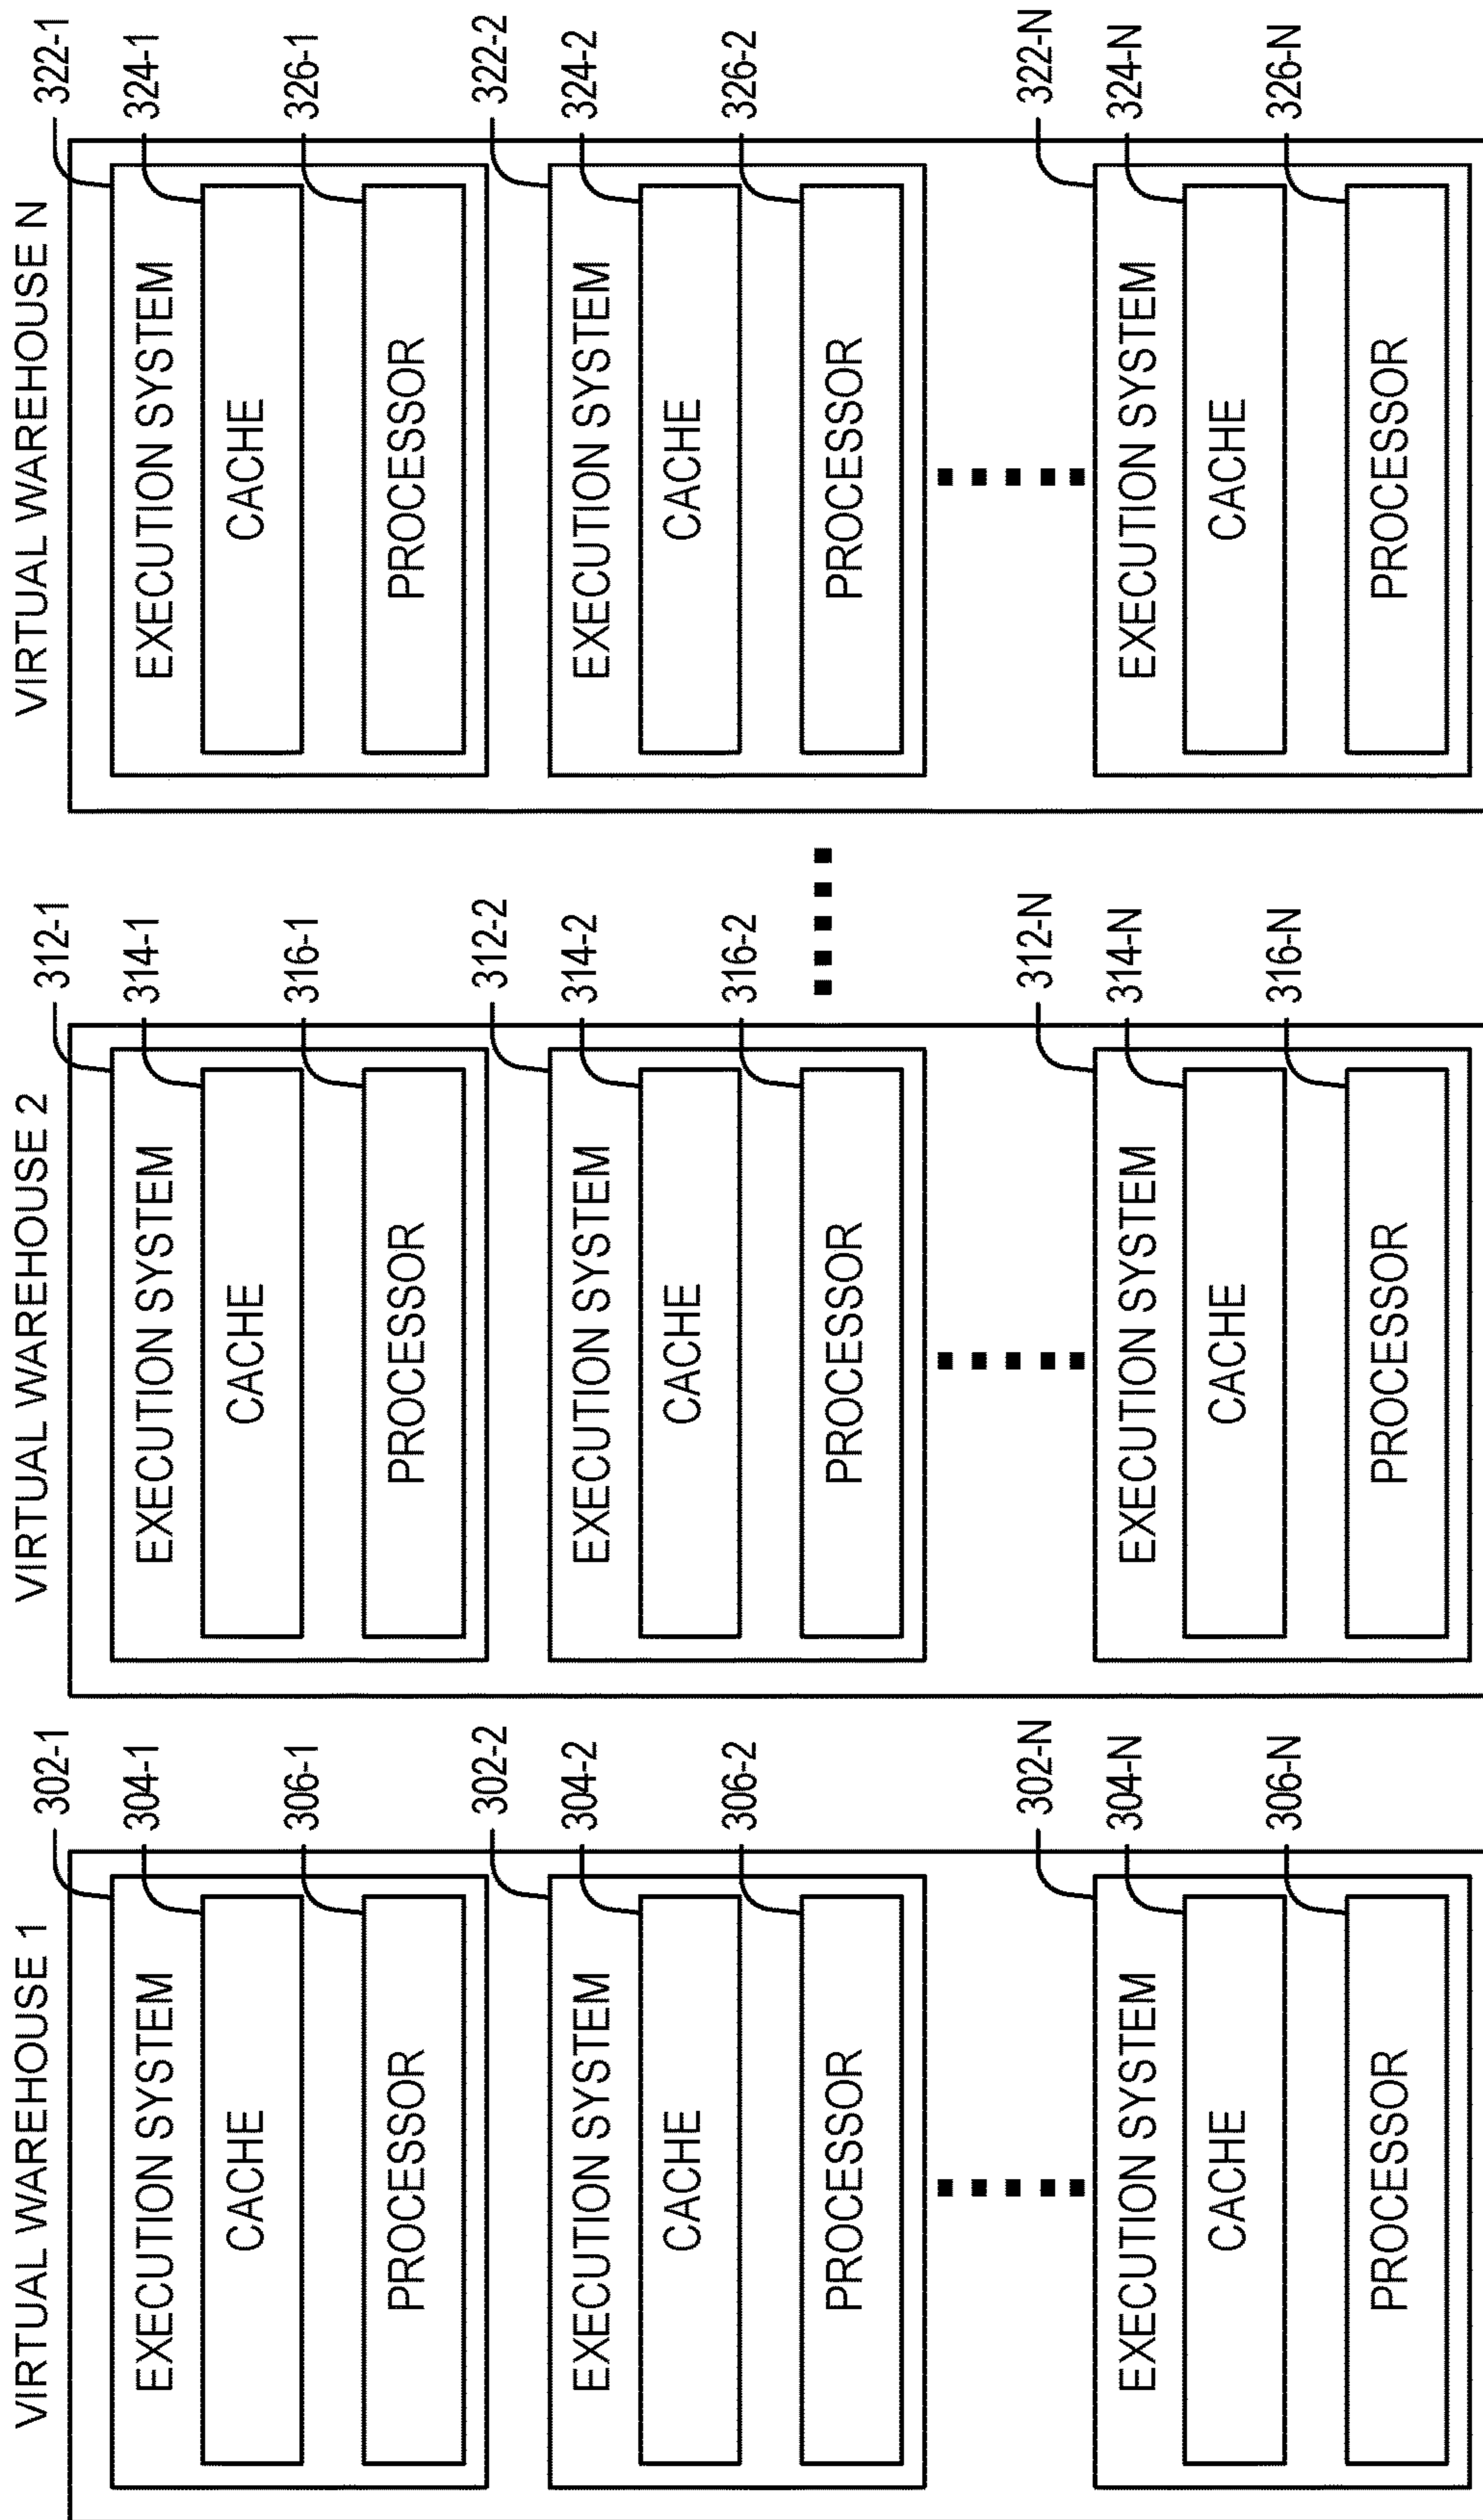 VIRTUAL WAREHOUSE 1
302-1
EXECUTION SYSTEM
304-1
CACHE
306-1
PROCESSOR
302-2
EXECUTION SYSTEM
304-2
CACHE
306-2
PROCESSOR
302-N
EXECUTION SYSTEM
304-N
CACHE
306-N
PROCESSOR
VIRTUAL WAREHOUSE 2
312-1
EXECUTION SYSTEM
314-1
CACHE
316-1
PROCESSOR
312-2
EXECUTION SYSTEM
314-2
CACHE
316-2
PROCESSOR
312-N
EXECUTION SYSTEM
314-N
CACHE
316-N
PROCESSOR
VIRTUAL WAREHOUSE N
322-1
EXECUTION SYSTEM
324-1
CACHE
326-1
PROCESSOR
322-2
EXECUTION SYSTEM
324-2
CACHE
326-2
PROCESSOR
322-N
EXECUTION SYSTEM
324-N
CACHE
326-N
PROCESSOR